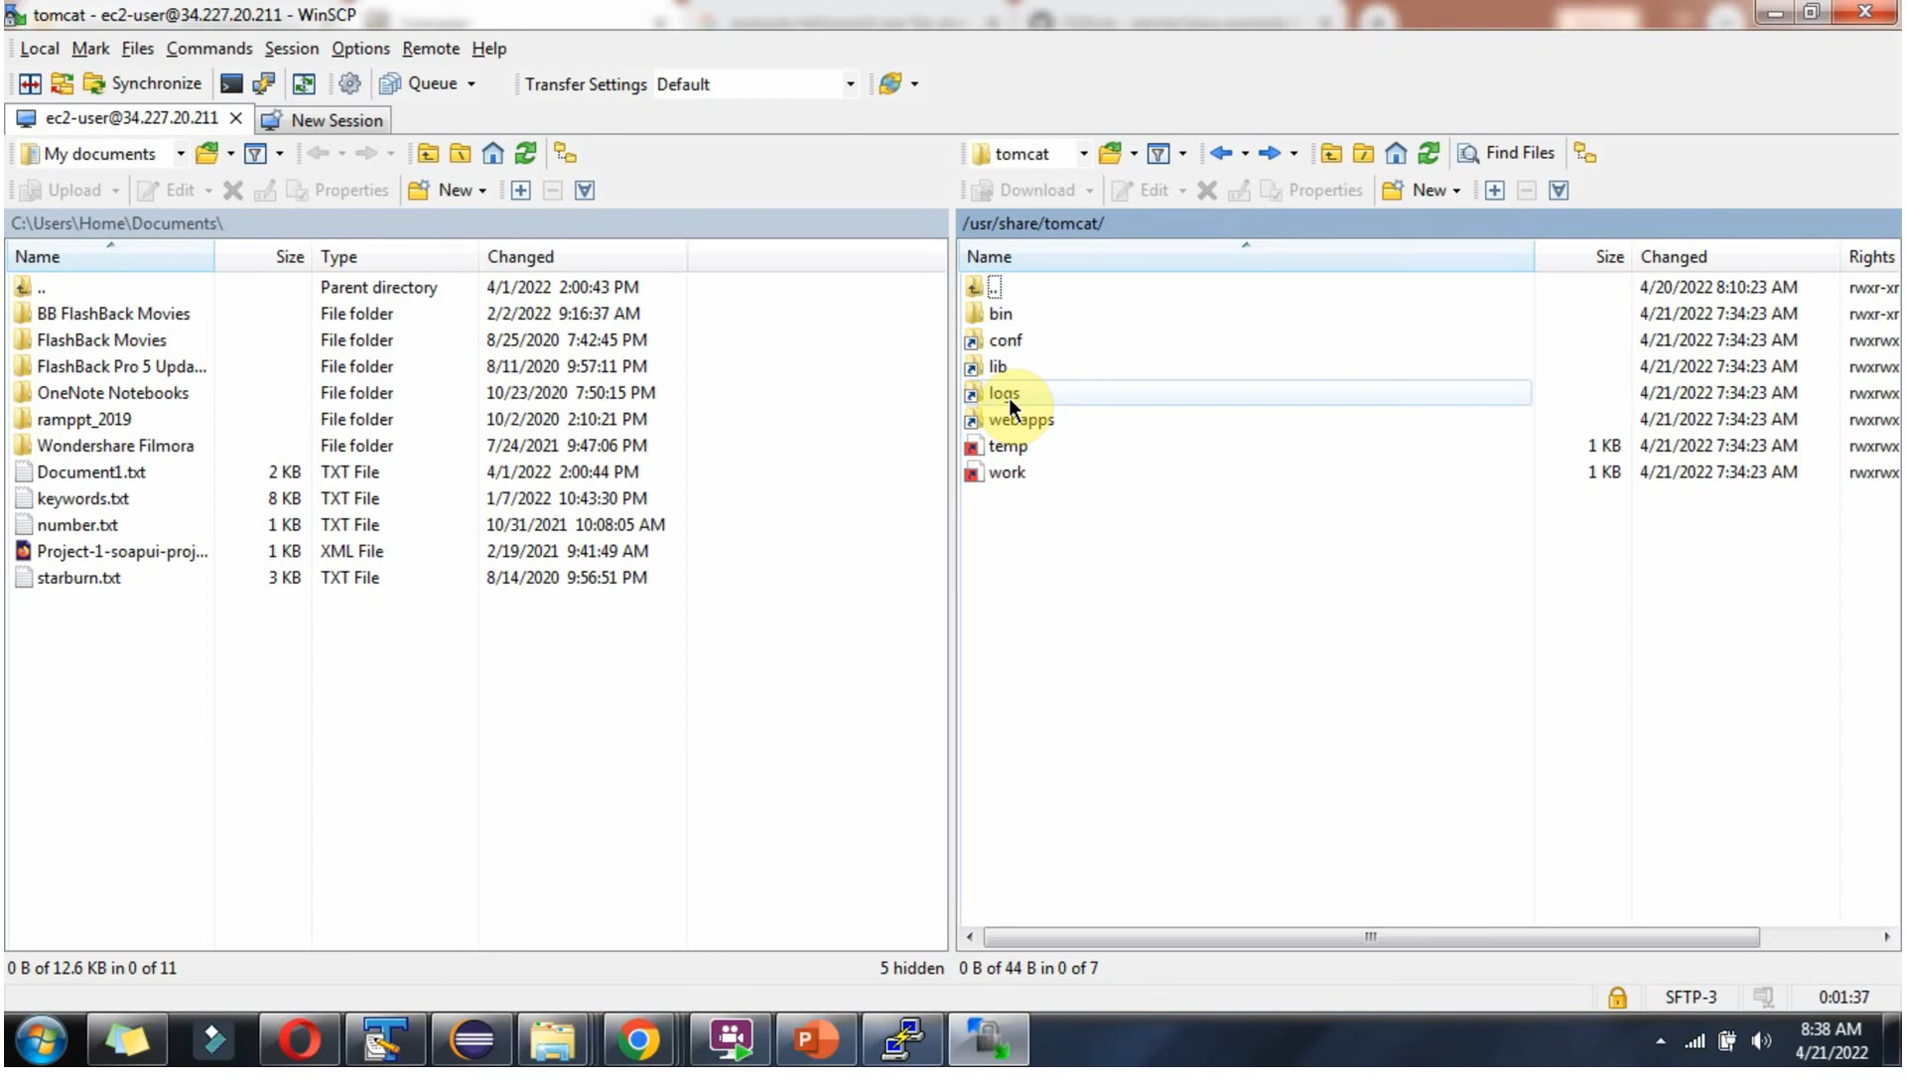 tomcat - ec2-user@34.227.20.211 - WinSCP
Local Mark Files Commands Session Options Remote Help
Synchronize Queue Transfer Settings Default
ec2-user@34.227.20.211 New Session
My documents tomcat Find Files
Upload Edit Properties New Download Edit Properties New
C:\Users\Home\Documents\ /usr/share/tomcat/
Name Size Type Changed Name Size Changed Rights
.. Parent directory 4/1/2022 2:00:43 PM .. 4/20/2022 8:10:23 AM rwxr-xr
BB FlashBack Movies File folder 2/2/2022 9:16:37 AM bin 4/21/2022 7:34:23 AM rwxr-xr
FlashBack Movies File folder 8/25/2020 7:42:45 PM conf 4/21/2022 7:34:23 AM rwxrwx
FlashBack Pro 5 Upda... File folder 8/11/2020 9:57:11 PM lib 4/21/2022 7:34:23 AM rwxrwx
OneNote Notebooks File folder 10/23/2020 7:50:15 PM logs 4/21/2022 7:34:23 AM rwxrwx
ramppt_2019 File folder 10/2/2020 2:10:21 PM webapps 4/21/2022 7:34:23 AM rwxrwx
Wondershare Filmora File folder 7/24/2021 9:47:06 PM temp 1 KB 4/21/2022 7:34:23 AM rwxrwx
Document1.txt 2 KB TXT File 4/1/2022 2:00:44 PM work 1 KB 4/21/2022 7:34:23 AM rwxrwx
keywords.txt 8 KB TXT File 1/7/2022 10:43:30 PM
number.txt 1 KB TXT File 10/31/2021 10:08:05 AM
Project-1-soapui-proj... 1 KB XML File 2/19/2021 9:41:49 AM
starburn.txt 3 KB TXT File 8/14/2020 9:56:51 PM
0 B of 12.6 KB in 0 of 11 5 hidden 0 B of 44 B in 0 of 7
SFTP-3 0:01:37
8:38 AM
4/21/2022